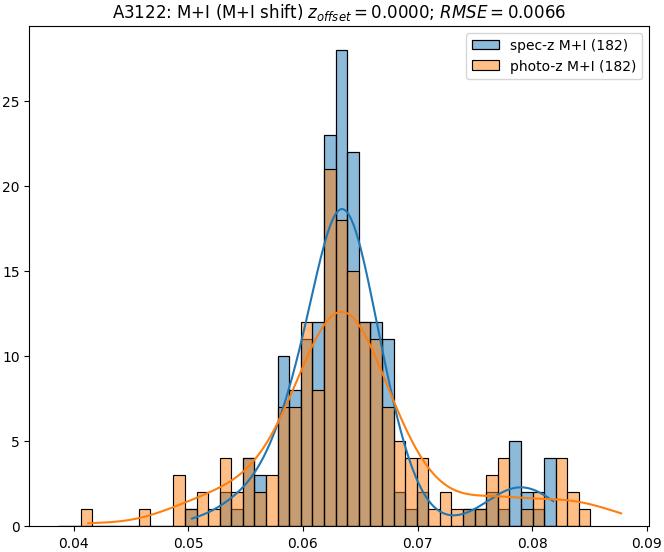 A3122: M+I (M+I shift) z_offset = 0.0000; RMSE = 0.0066
spec-z M+I (182)
photo-z M+I (182)
25
20
15
10
5
0
0.04 0.05 0.06 0.07 0.08 0.09